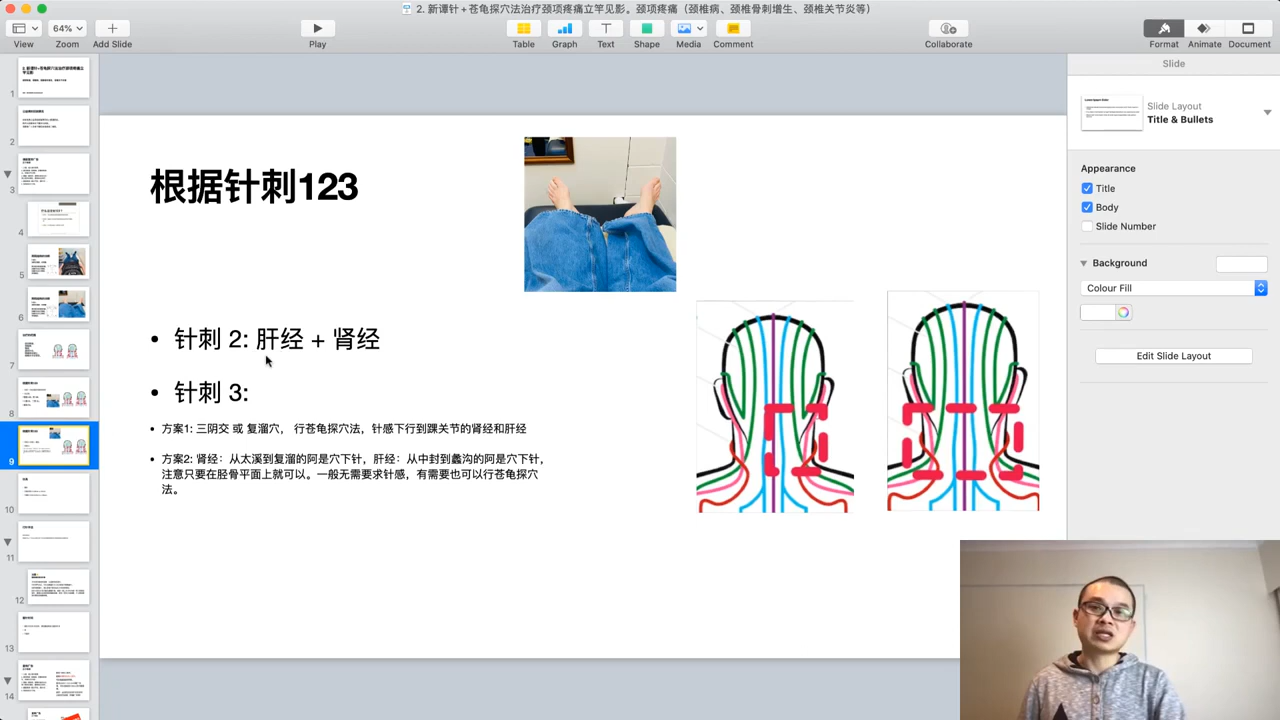 2. 新谭针+苍龟探穴法治疗颈项疼痛立竿见影。颈项疼痛（颈椎病、颈椎骨刺增生、颈椎关节炎等）
64%
View
Zoom
Add Slide
Play
Table
Graph
Text
Shape
Media
Comment
Collaborate
Format
Animate
Document
Slide
Slide Layout
Title & Bullets
Appearance
Title
Body
Slide Number
Background
Colour Fill
Edit Slide Layout
1
2
3
4
5
6
7
8
9
10
11
12
13
14
根据针刺123
• 针刺 2: 肝经 + 肾经
• 针刺 3:
• 方案1: 三阴交 或 复溜穴， 行苍龟探穴法，针感下行到踝关节的肾经和肝经
• 方案2: 肾经：从太溪到复溜的阿是穴下针，肝经：从中封到蠡沟的阿是穴下针，
注意只要在胫骨平面上就可以。一般无需要求针感，有需要也可以行苍龟探穴
法。